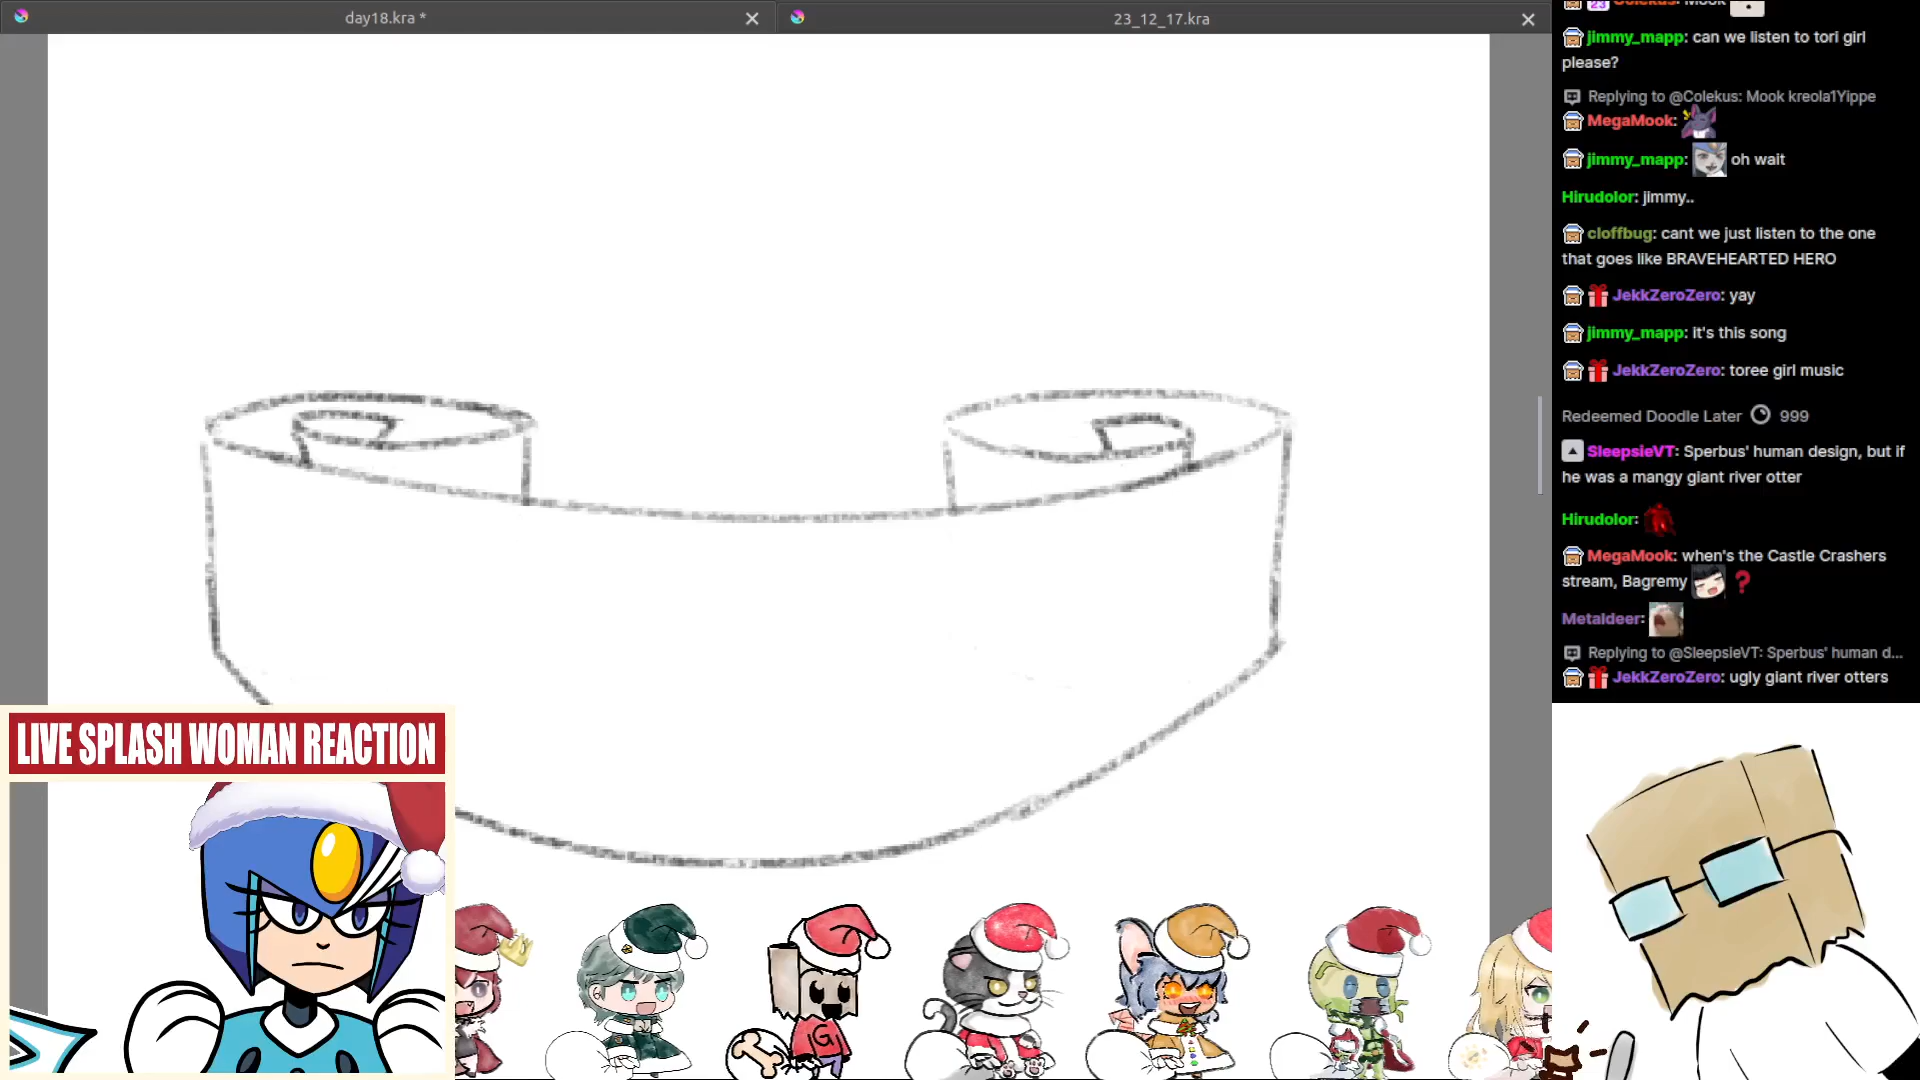 day18.kra *
23_12_17.kra
jimmy_mapp: can we listen to tori girl
please?
Replying to @Colekus: Mook kreola1Yippe
MegaMook:
jimmy_mapp: oh wait
Hirudolor: jimmy..
cloffbug: cant we just listen to the one
that goes like BRAVEHEARTED HERO
JekkZeroZero: yay
jimmy_mapp: it's this song
JekkZeroZero: toree girl music
Redeemed Doodle Later 999
SleepsieVT: Sperbus' human design, but if
he was a mangy giant river otter
Hirudolor:
MegaMook: when's the Castle Crashers
stream, Bagremy ?
Metaldeer:
Replying to @SleepsieVT: Sperbus' human d...
JekkZeroZero: ugly giant river otters
LIVE SPLASH WOMAN REACTION
G